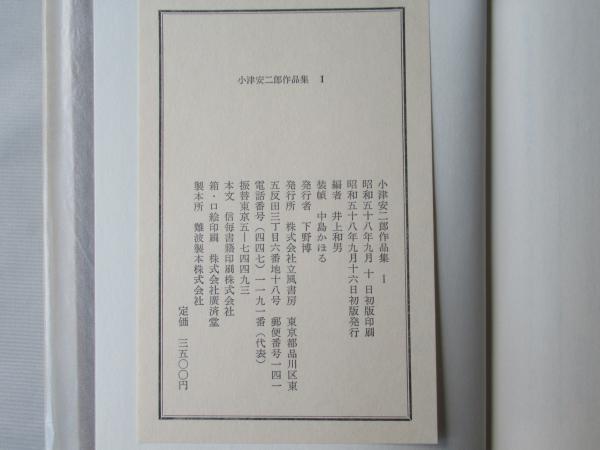 小津安二郎作品集　I
小津安二郎作品集　I
昭和五十八年九月　十　日初版印刷
昭和五十八年九月十六日初版発行
編者　井上和男
装幀　中島かほる
発行者　下野博
発行所　株式会社立風書房　東京都品川区東
五反田三丁目六番地十八号　郵便番号一四一
電話番号（四四七）一一九一番（代表）
振替東京五―七四四九三
本文　信毎書籍印刷株式会社
箱・口絵印刷　株式会社廣済堂
製本所　難波製本株式会社
定価　三五〇〇円